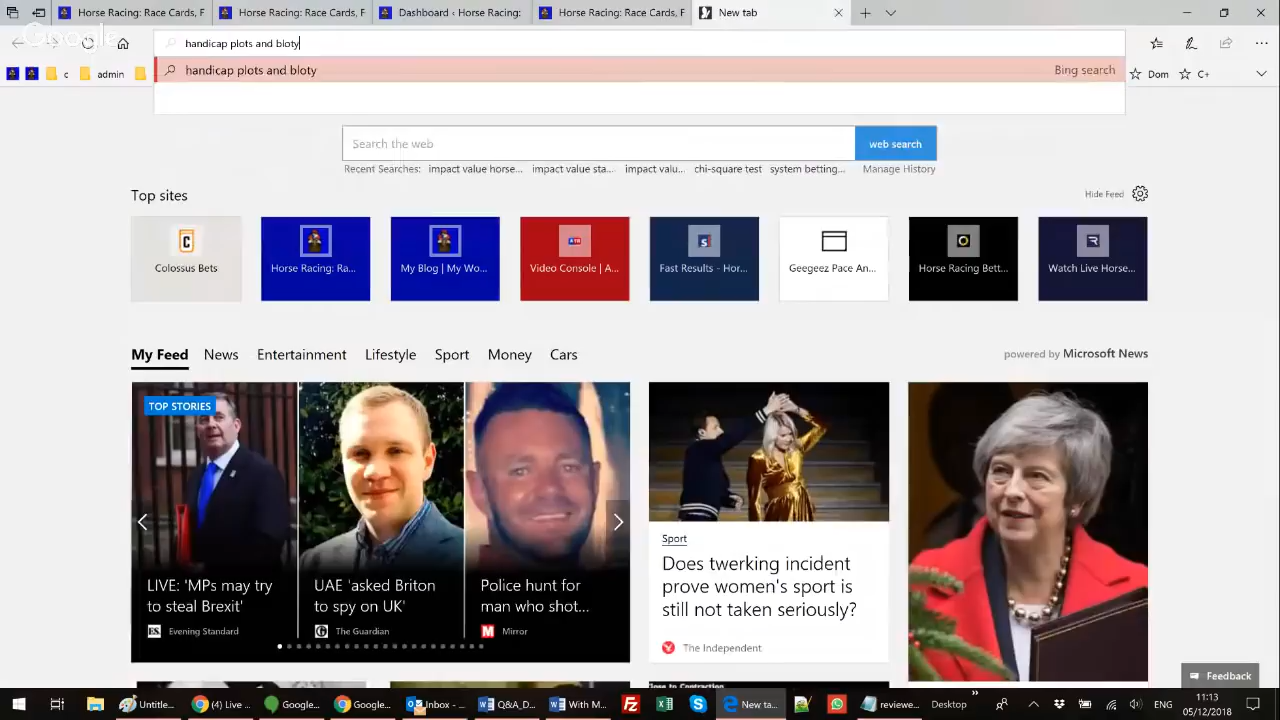 Horse Racing: Race Cards, F
Horse Racing: Race Cards, F
Dashboard ‹ Horse Racing:
Horse Racing: Race Cards, F
New tab
Google
handicap plots and bloty
handicap plots and bloty
Bing search
c
admin
Dom
C+
Search the web
web search
Recent Searches: impact value horse... impact value sta... impact valu... chi-square test system betting... Manage History
Top sites
Hide Feed
Colossus Bets
Horse Racing: Ra...
My Blog | My Wo...
Video Console | A...
Fast Results - Hor...
Geegeez Pace An...
Horse Racing Bett...
Watch Live Horse...
My Feed News Entertainment Lifestyle Sport Money Cars
powered by Microsoft News
TOP STORIES
LIVE: 'MPs may try
to steal Brexit'
Evening Standard
UAE 'asked Briton
to spy on UK'
The Guardian
Police hunt for
man who shot...
Mirror
Sport
Does twerking incident
prove women's sport is
still not taken seriously?
The Independent
Feedback
Untitle...
(4) Live ...
Google...
Google...
Inbox - ...
Q&A_D...
With M...
New ta...
reviewe...
Desktop
ENG
11:13
05/12/2018